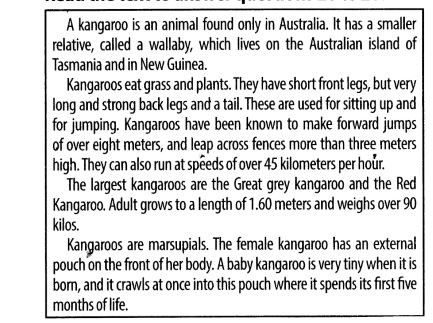 A kangaroo is an animal found only in Australia. It has a smaller
relative, called a wallaby, which lives on the Australian island of
Tasmania and in New Guinea.
Kangaroos eat grass and plants. They have short front legs, but very
long and strong back legs and a tail. These are used for sitting up and
for jumping. Kangaroos have been known to make forward jumps
of over eight meters, and leap across fences more than three meters
high. They can also run at speeds of over 45 kilometers per hour.
The largest kangaroos are the Great grey kangaroo and the Red
Kangaroo. Adult grows to a length of 1.60 meters and weighs over 90
kilos.
Kangaroos are marsupials. The female kangaroo has an external
pouch on the front of her body. A baby kangaroo is very tiny when it is
born, and it crawls at once into this pouch where it spends its first five
months of life.